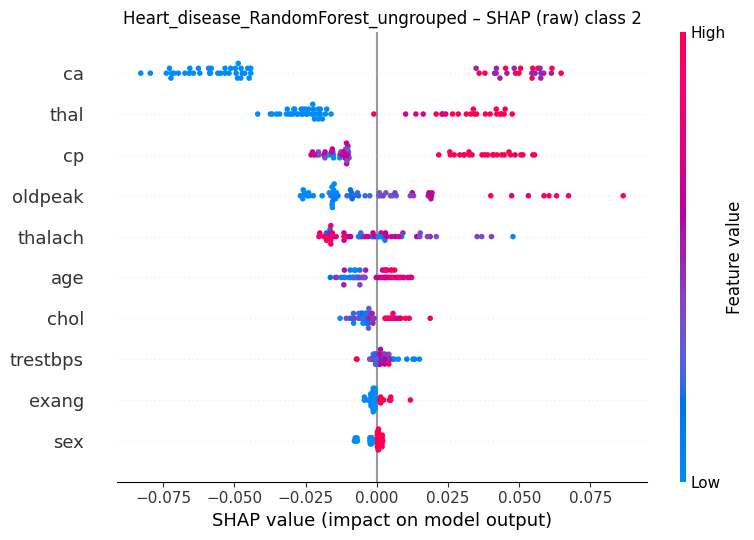 Heart_disease_RandomForest_ungrouped – SHAP (raw) class 2
High
ca
thal
cp
oldpeak
thalach
age
chol
trestbps
exang
sex
Feature value
Low
−0.075 −0.050 −0.025 0.000 0.025 0.050 0.075
SHAP value (impact on model output)